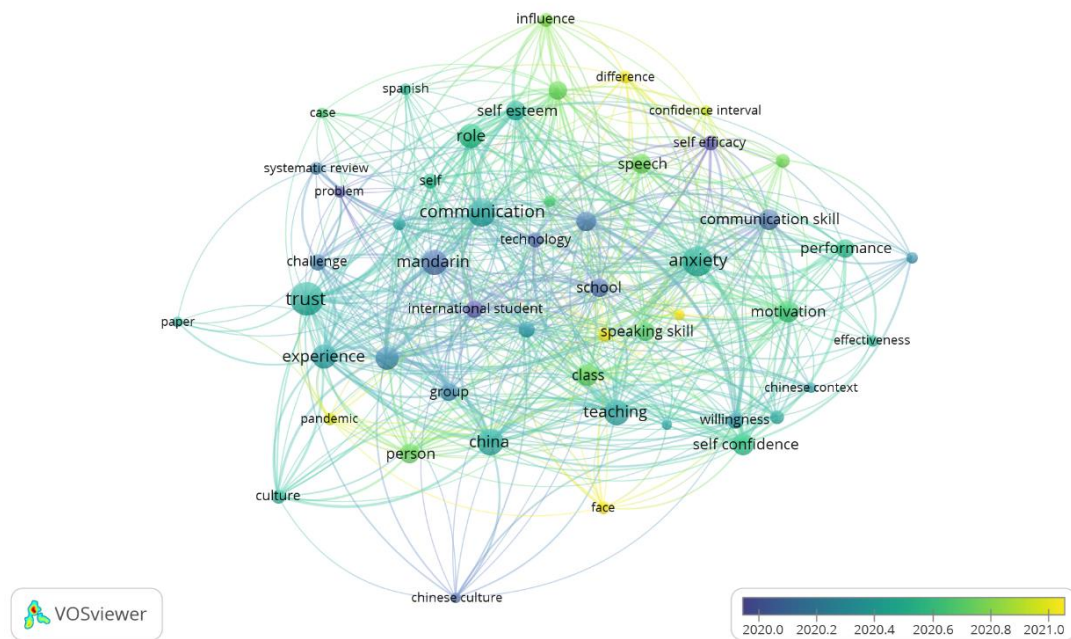 influence
difference
spanish
confidence interval
self esteem
case
role
self efficacy
speech
systematic review
self
problem
communication
communication skill
technology
performance
mandarin
anxiety
challenge
school
trust
international student
motivation
paper
speaking skill
effectiveness
experience
class
chinese context
group
teaching
willingness
pandemic
china
self confidence
person
culture
face
chinese culture
VOSviewer
2020.0 2020.2 2020.4 2020.6 2020.8 2021.0